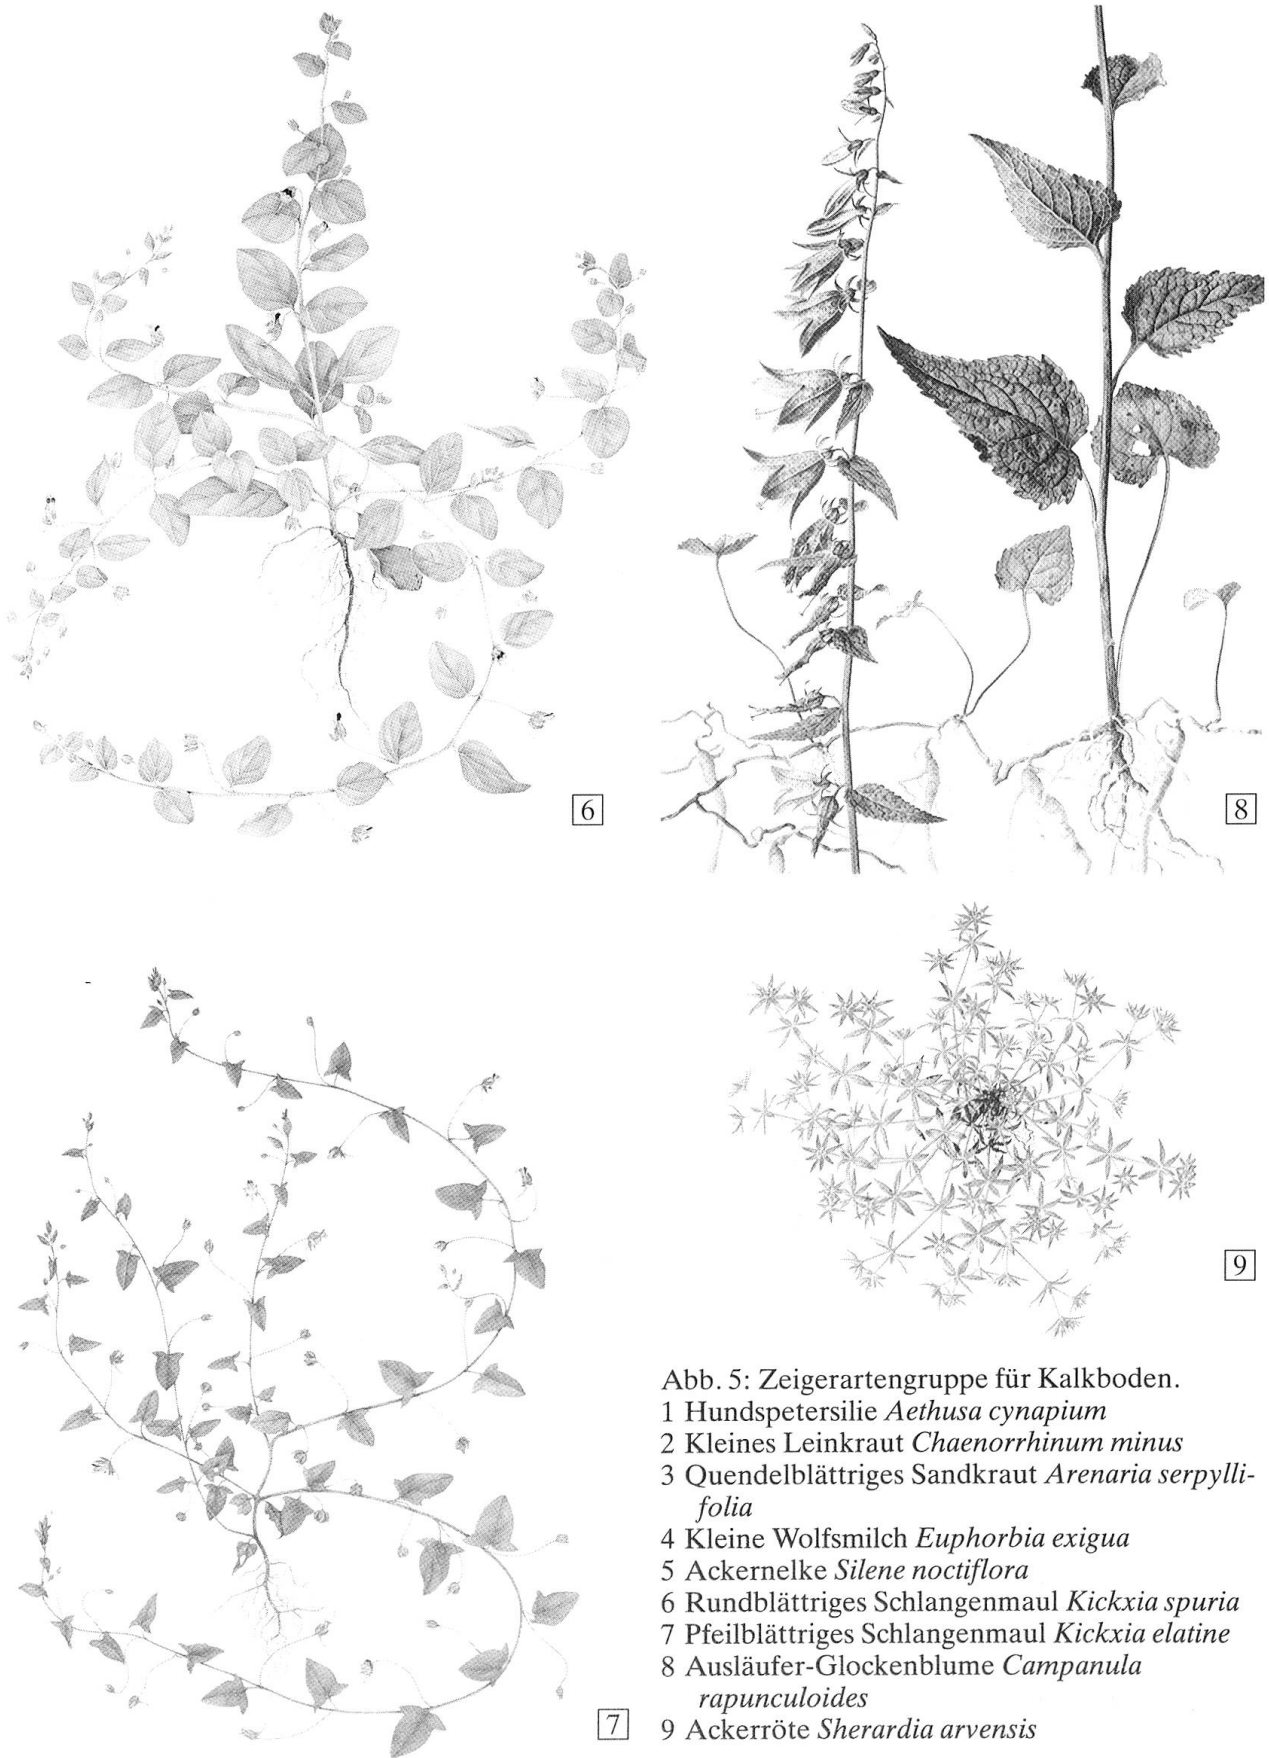 6
8
9
7
Abb. 5: Zeigerartengruppe für Kalkboden.
1 Hundspetersilie Aethusa cynapium
2 Kleines Leinkraut Chaenorrhinum minus
3 Quendelblättriges Sandkraut Arenaria serpylli-
folia
4 Kleine Wolfsmilch Euphorbia exigua
5 Ackernelke Silene noctiflora
6 Rundblättriges Schlangenmaul Kickxia spuria
7 Pfeilblättriges Schlangenmaul Kickxia elatine
8 Ausläufer-Glockenblume Campanula
rapunculoides
9 Ackerröte Sherardia arvensis